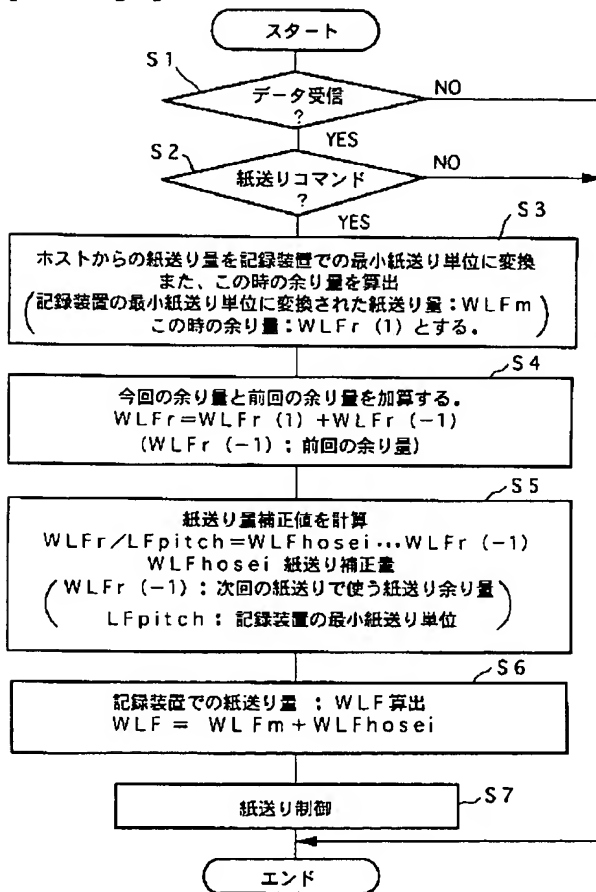 スタート
S1
データ受信
?
NO
YES
S2
紙送りコマンド
?
NO
YES
S3
ホストからの紙送り量を記録装置での最小紙送り単位に変換
また、この時の余り量を算出
(記録装置の最小紙送り単位に変換された紙送り量:WLFm
この時の余り量:WLFr (1) とする。)
S4
今回の余り量と前回の余り量を加算する。
WLFr=WLFr (1) +WLFr (-1)
(WLFr (-1) ; 前回の余り量)
S5
紙送り量補正値を計算
WLFr/LFpitch=WLFhosei…WLFr (-1)
WLFhosei 紙送り補正量
(WLFr (-1) : 次回の紙送りで使う紙送り余り量
LFpitch : 記録装置の最小紙送り単位)
S6
記録装置での紙送り量 ; WLF算出
WLF = WLFm+WLFhosei
S7
紙送り制御
エンド